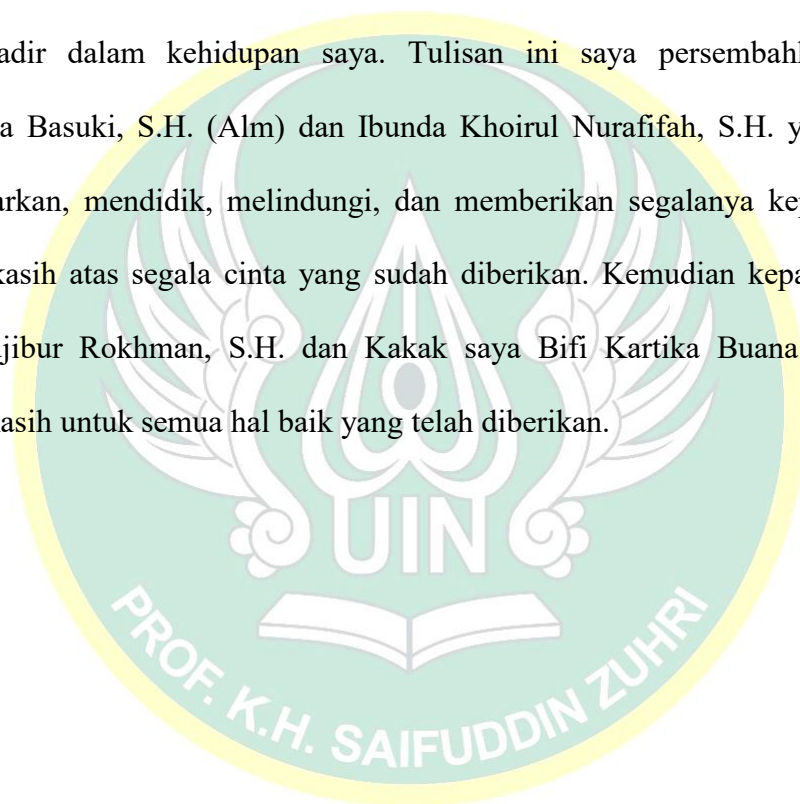 adir dalam kehidupan saya. Tulisan ini saya persembahk
a Basuki, S.H. (Alm) dan Ibunda Khoirul Nurafifah, S.H. y
arkan, mendidik, melindungi, dan memberikan segalanya kep
kasih atas segala cinta yang sudah diberikan. Kemudian kepa
jibur Rokhman, S.H. dan Kakak saya Bifi Kartika Buana
kasih untuk semua hal baik yang telah diberikan.
UIN
PROF. K.H. SAIFUDDIN ZUHRI